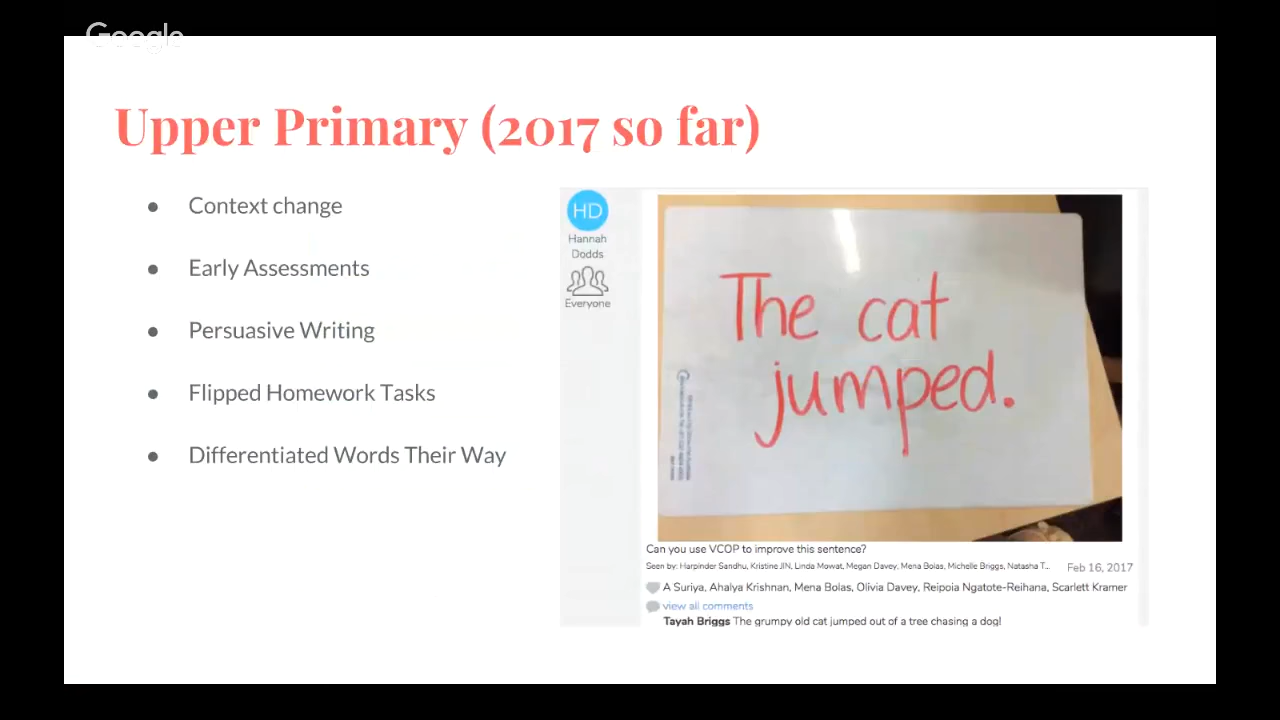 Google
Upper Primary (2017 so far)
● Context change
● Early Assessments
● Persuasive Writing
● Flipped Homework Tasks
● Differentiated Words Their Way
HD
Hannah
Dodds
Everyone
The cat
jumped.
Can you use VCOP to improve this sentence?
Seen by: Harpinder Sandhu, Kristine JIN, Linda Mowat, Megan Davey, Mena Bolas, Michelle Briggs, Natasha T...
Feb 16, 2017
A Suriya, Ahalya Krishnan, Mena Bolas, Olivia Davey, Reipoia Ngatote-Reihana, Scarlett Kramer
view all comments
Tayah Briggs The grumpy old cat jumped out of a tree chasing a dog!